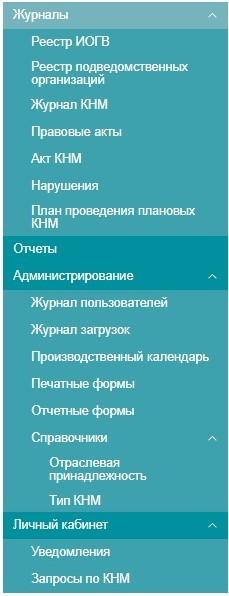 Журналы
Реестр ИОГВ
Реестр подведомственных
организаций
Журнал КНМ
Правовые акты
Акт КНМ
Нарушения
План проведения плановых
КНМ
Отчеты
Администрирование
Журнал пользователей
Журнал загрузок
Производственный календарь
Печатные формы
Отчетные формы
Справочники
Отраслевая
принадлежность
Тип КНМ
Личный кабинет
Уведомления
Запросы по КНМ